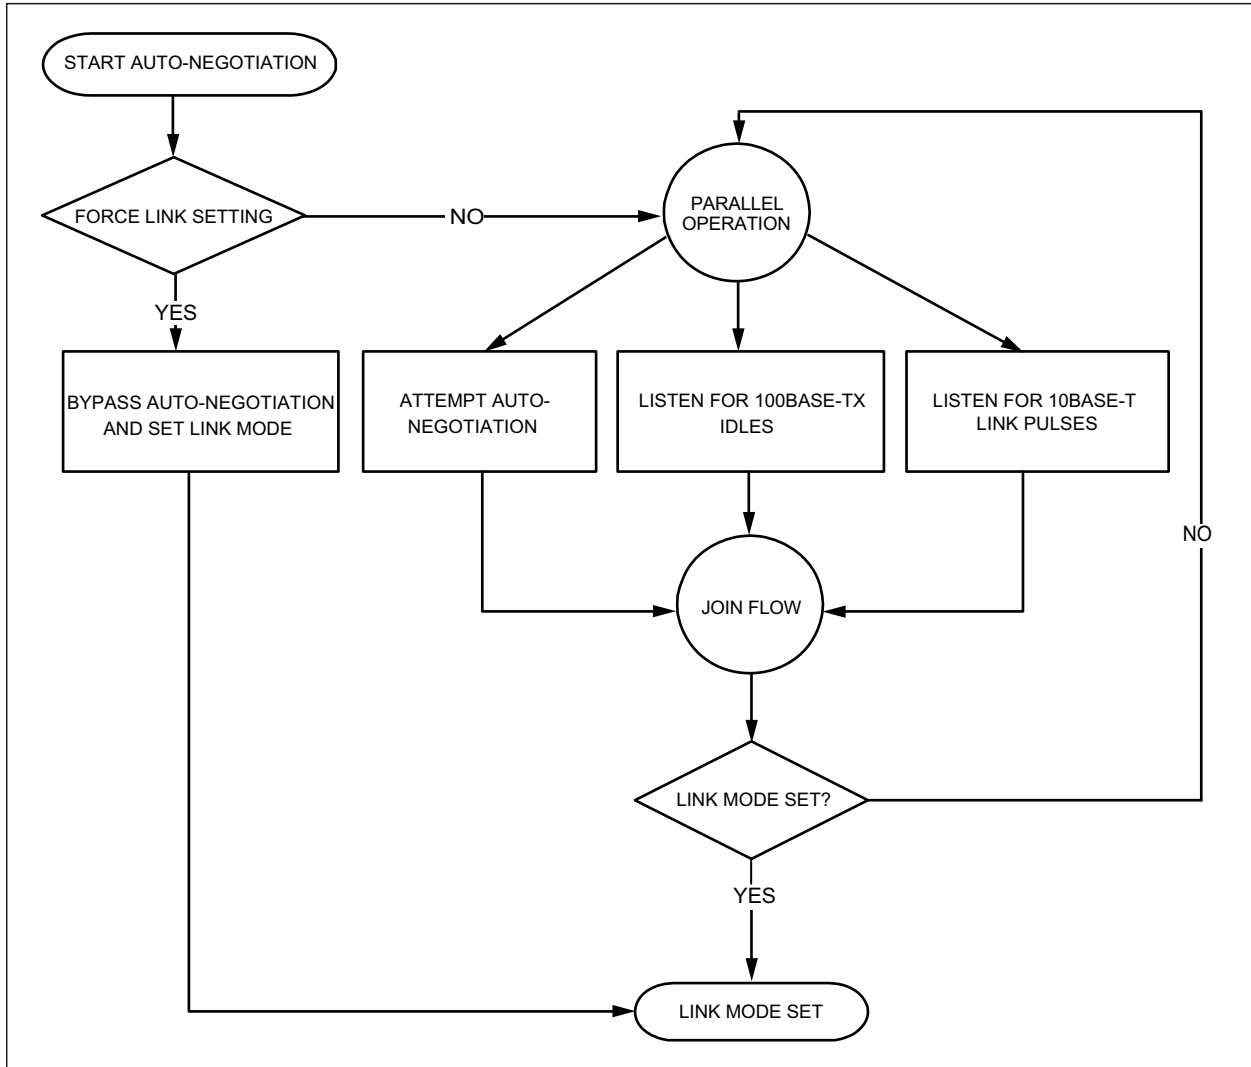 START AUTO-NEGOTIATION
FORCE LINK SETTING
NO
PARALLEL
OPERATION
YES
BYPASS AUTO-NEGOTIATION
AND SET LINK MODE
ATTEMPT AUTO-
NEGOTIATION
LISTEN FOR 100BASE-TX
IDLES
LISTEN FOR 10BASE-T
LINK PULSES
NO
JOIN FLOW
LINK MODE SET?
YES
LINK MODE SET